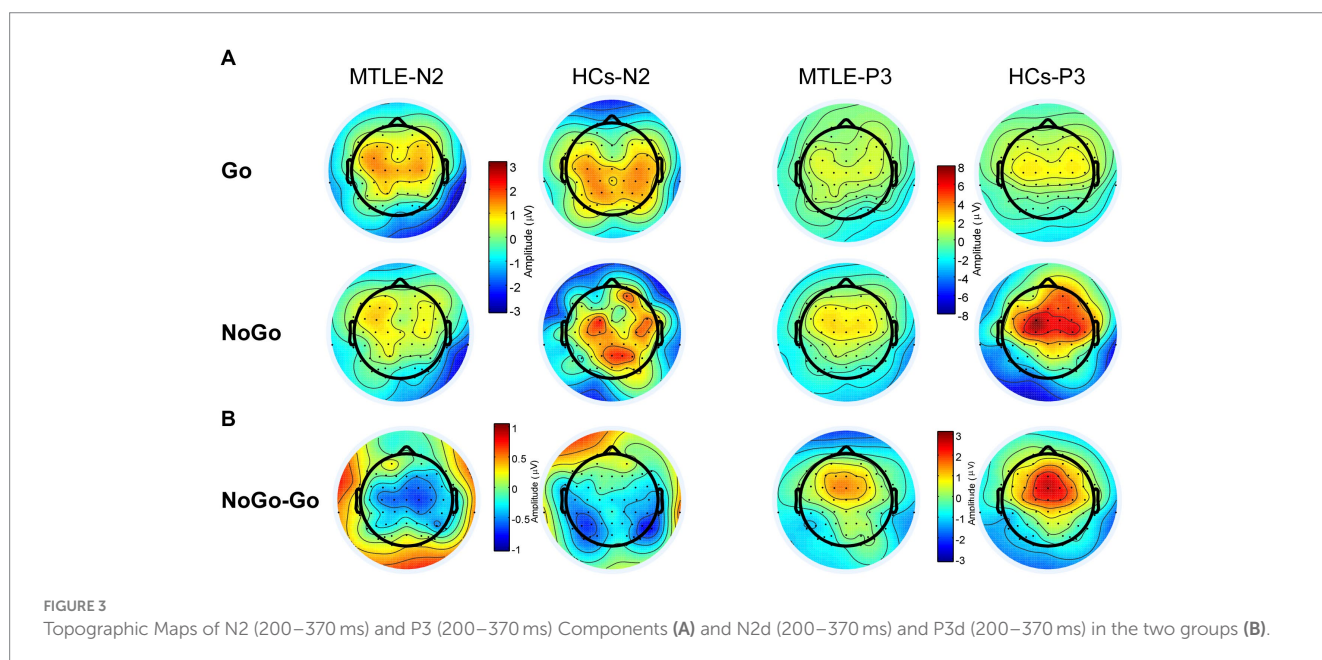 A
MTLE-N2 HCs-N2 MTLE-P3 HCs-P3
Go
3
2
1
0
-1
-2
-3
Amplitude (μV)
8
6
4
2
0
-2
-4
-6
-8
Amplitude (μV)
NoGo
B
NoGo-Go
1
0.5
0
-0.5
-1
Amplitude (μV)
3
2
1
0
-1
-2
-3
Amplitude (μV)
FIGURE 3
Topographic Maps of N2 (200–370 ms) and P3 (200–370 ms) Components (A) and N2d (200–370 ms) and P3d (200–370 ms) in the two groups (B).